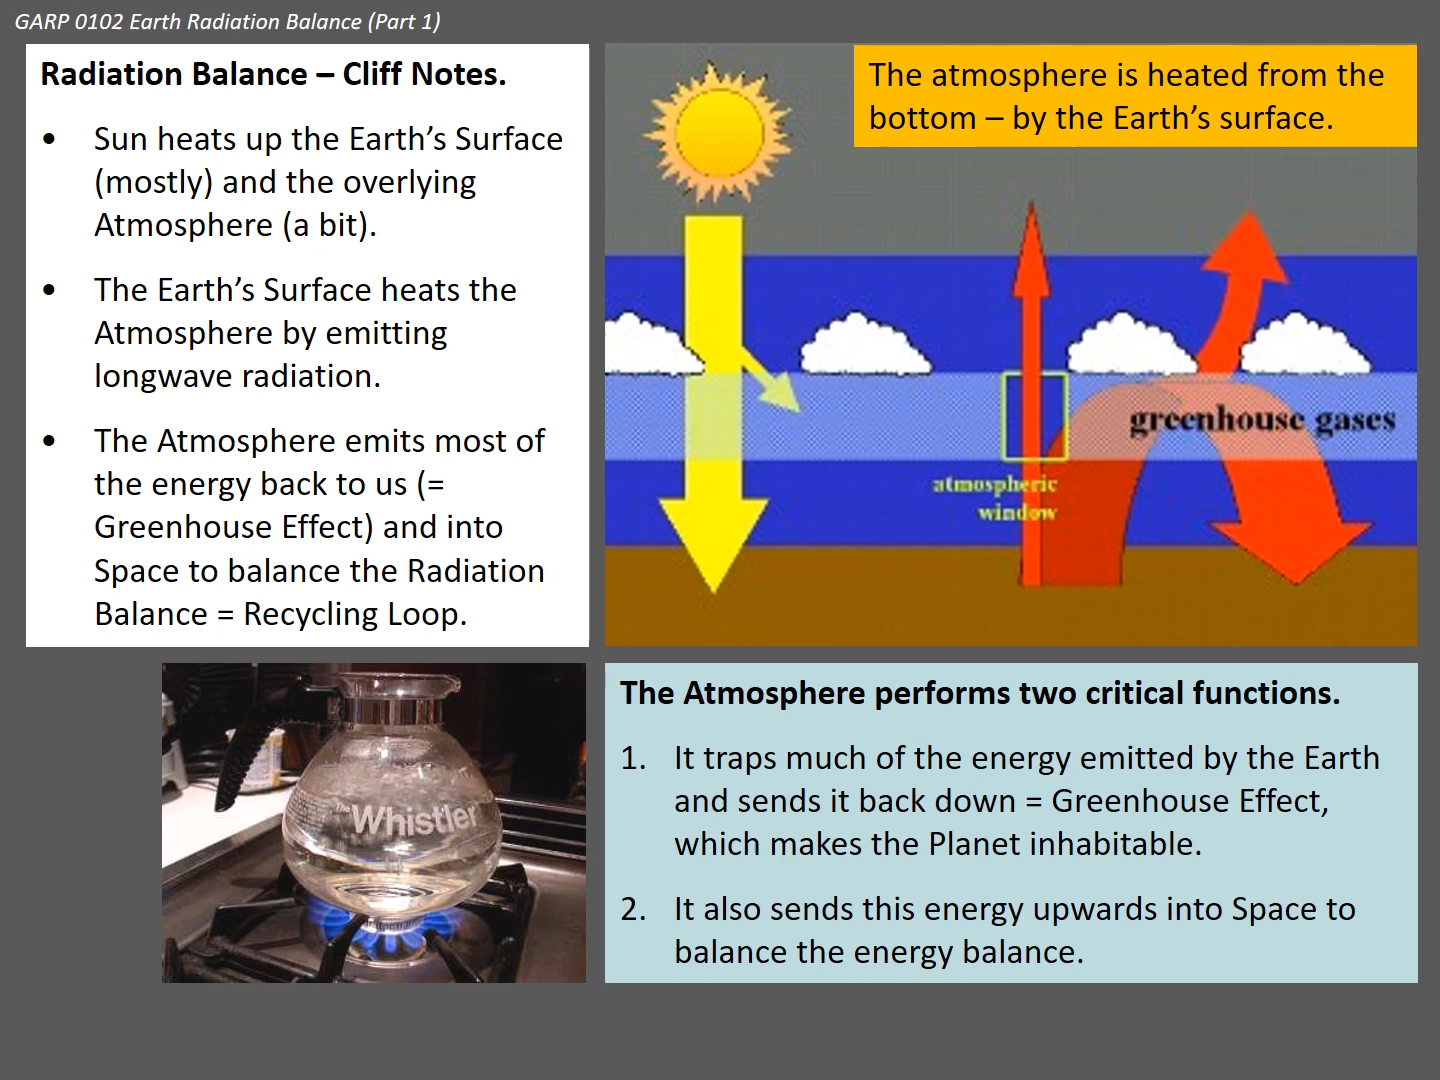 GARP 0102 Earth Radiation Balance (Part 1)
Radiation Balance – Cliff Notes.
• Sun heats up the Earth's Surface
(mostly) and the overlying
Atmosphere (a bit).
• The Earth's Surface heats the
Atmosphere by emitting
longwave radiation.
• The Atmosphere emits most of
the energy back to us (=
Greenhouse Effect) and into
Space to balance the Radiation
Balance = Recycling Loop.
The atmosphere is heated from the
bottom – by the Earth's surface.
greenhouse gases
atmospheric
window
Whistler
The Atmosphere performs two critical functions.
1. It traps much of the energy emitted by the Earth
and sends it back down = Greenhouse Effect,
which makes the Planet inhabitable.
2. It also sends this energy upwards into Space to
balance the energy balance.